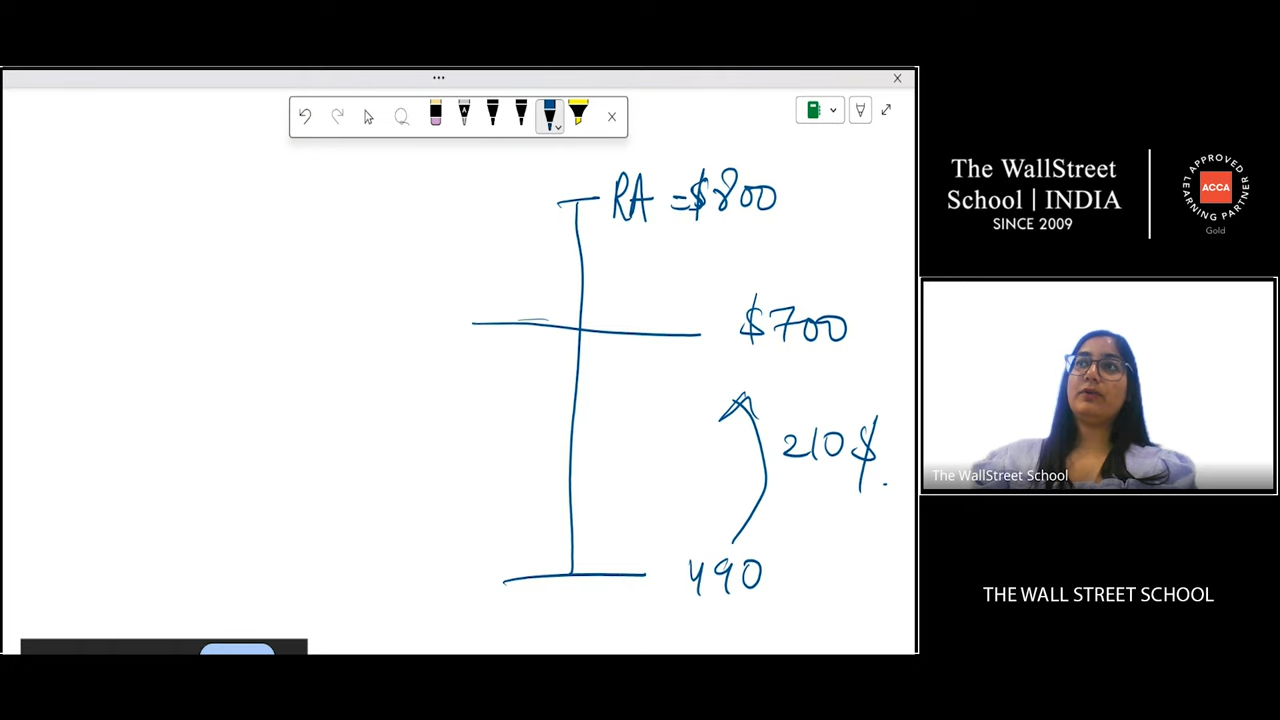 RA = $800
$700
210 $
490
The WallStreet
School | INDIA
SINCE 2009
APPROVED
ACCA
LEARNING PARTNER
Gold
The WallStreet School
THE WALL STREET SCHOOL